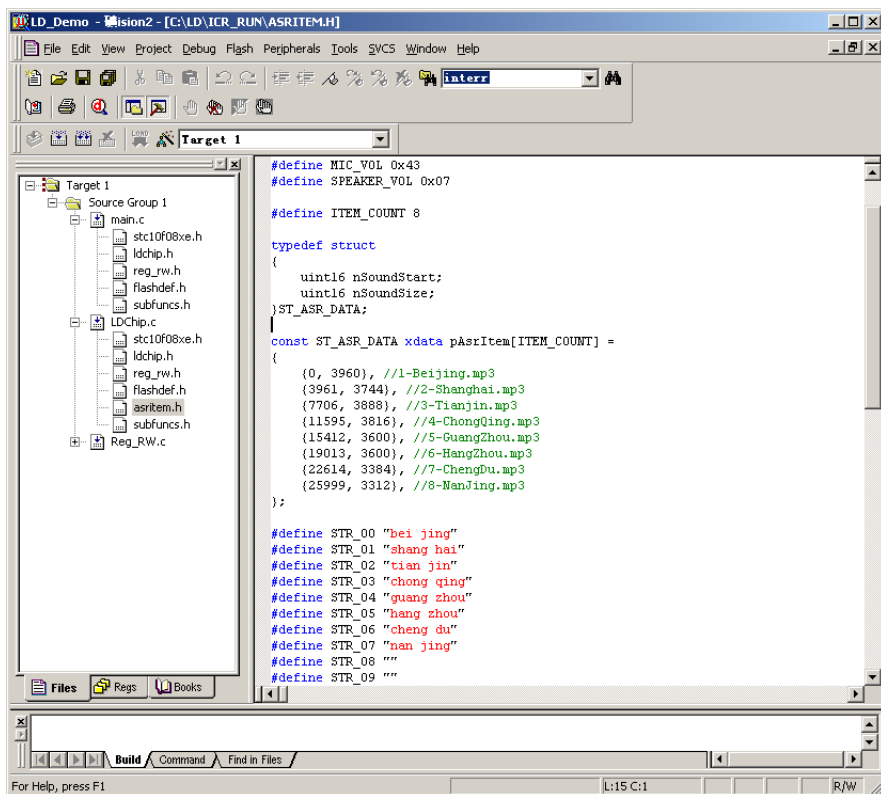 LD_Demo - µVision2 - [C:\LD\ICR_RUN\ASRITEM.H]
File Edit View Project Debug Flash Peripherals Tools SVCS Window Help
interr
LOAD
Target 1
Target 1
Source Group 1
main.c
stc10f08xe.h
ldchip.h
reg_rw.h
flashdef.h
subfuncs.h
LDChip.c
stc10f08xe.h
ldchip.h
reg_rw.h
flashdef.h
asritem.h
subfuncs.h
Reg_RW.c
Files Regs Books
#define MIC_VOL 0x43
#define SPEAKER_VOL 0x07
#define ITEM_COUNT 8
typedef struct
{
uint16 nSoundStart;
uint16 nSoundSize;
}ST_ASR_DATA;
const ST_ASR_DATA xdata pAsrItem[ITEM_COUNT] =
{
{0, 3960}, //1-Beijing.mp3
{3961, 3744}, //2-Shanghai.mp3
{7706, 3888}, //3-Tianjin.mp3
{11595, 3816}, //4-ChongQing.mp3
{15412, 3600}, //5-GuangZhou.mp3
{19013, 3600}, //6-HangZhou.mp3
{22614, 3384}, //7-ChengDu.mp3
{25999, 3312}, //8-NanJing.mp3
};
#define STR_00 "bei jing"
#define STR_01 "shang hai"
#define STR_02 "tian jin"
#define STR_03 "chong qing"
#define STR_04 "guang zhou"
#define STR_05 "hang zhou"
#define STR_06 "cheng du"
#define STR_07 "nan jing"
#define STR_08 ""
#define STR_09 ""
Build Command Find in Files
For Help, press F1 L:15 C:1 R/W